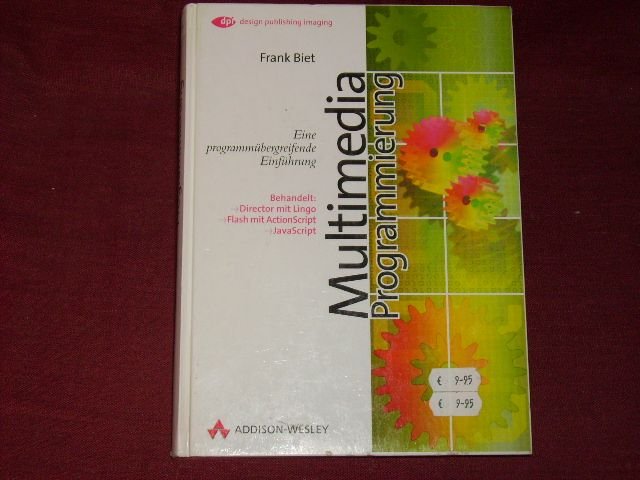 dpi design publishing imaging
Frank Biet
Multimedia
Programmierung
Eine
programmübergreifende
Einführung
Behandelt:
→Director mit Lingo
→Flash mit ActionScript
→JavaScript
€ 9-95
€ 9-95
ADDISON-WESLEY